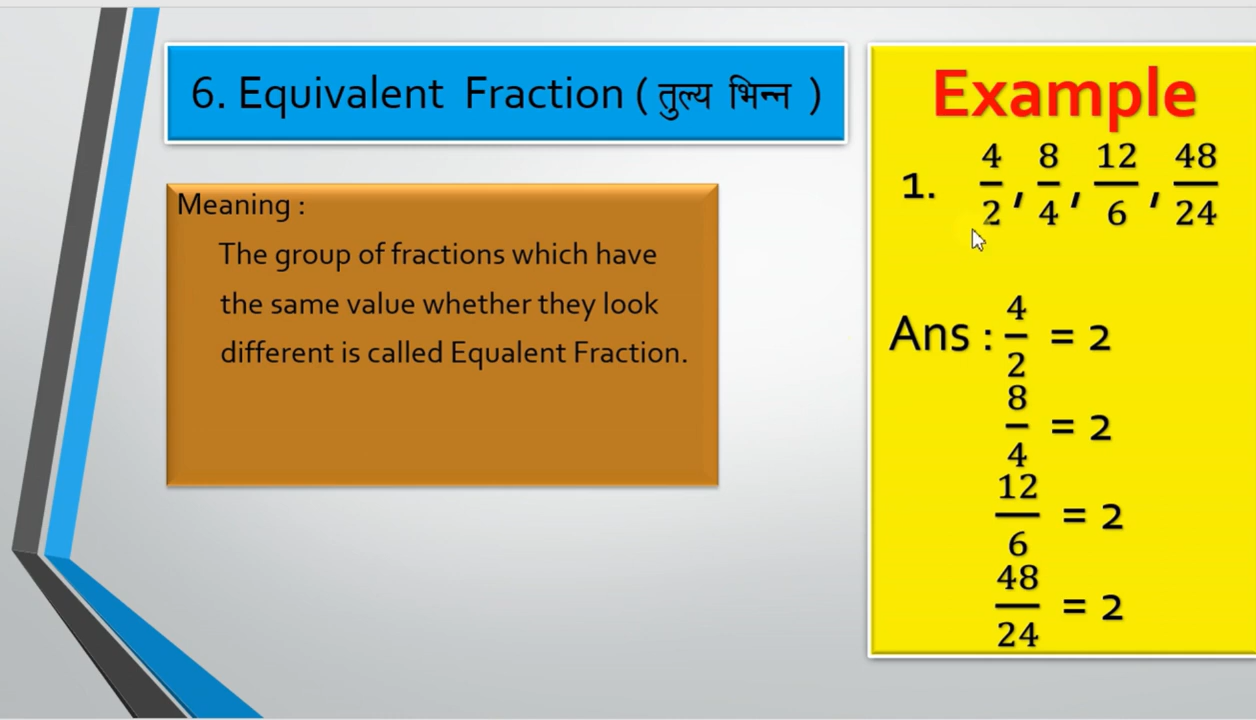 6. Equivalent Fraction ( तुल्य भिन्न )
Meaning :
The group of fractions which have
the same value whether they look
different is called Equalent Fraction.
Example
1. 4/2, 8/4, 12/6, 48/24
Ans : 4/2 = 2
8/4 = 2
12/6 = 2
48/24 = 2